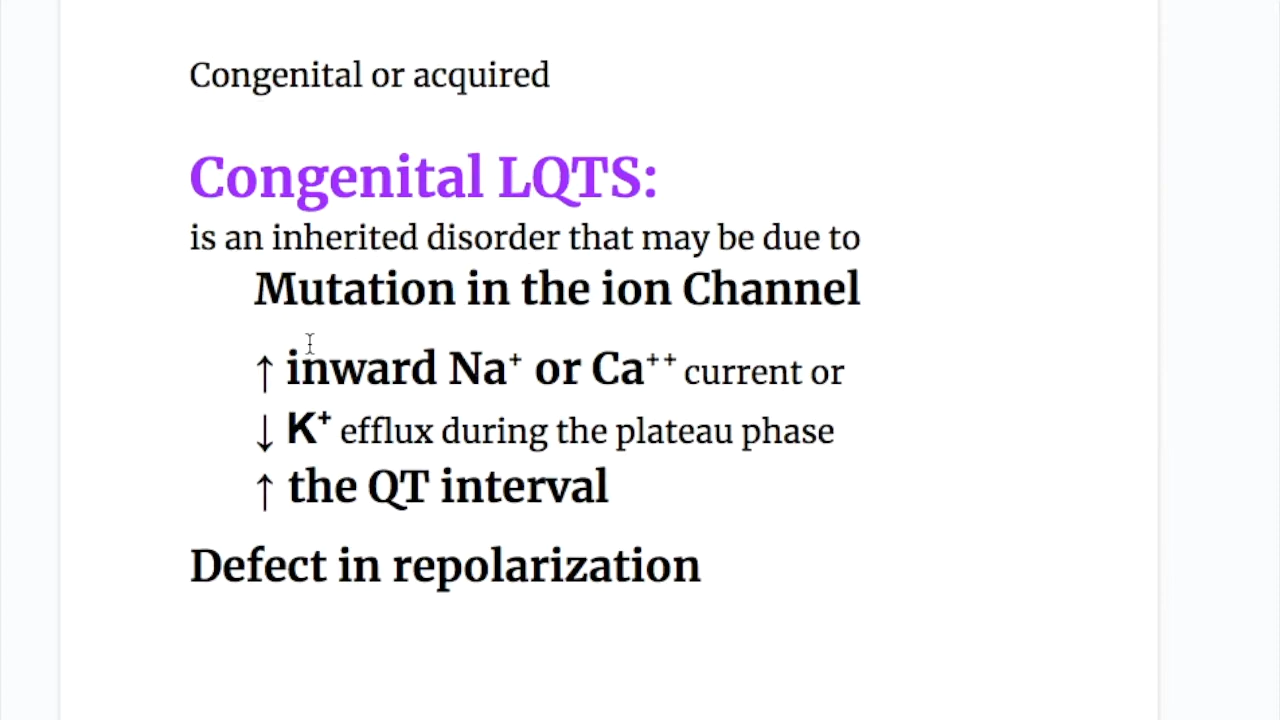 Congenital or acquired
Congenital LQTS:
is an inherited disorder that may be due to
Mutation in the ion Channel
↑ inward Na⁺ or Ca⁺⁺ current or
↓ K⁺ efflux during the plateau phase
↑ the QT interval
Defect in repolarization